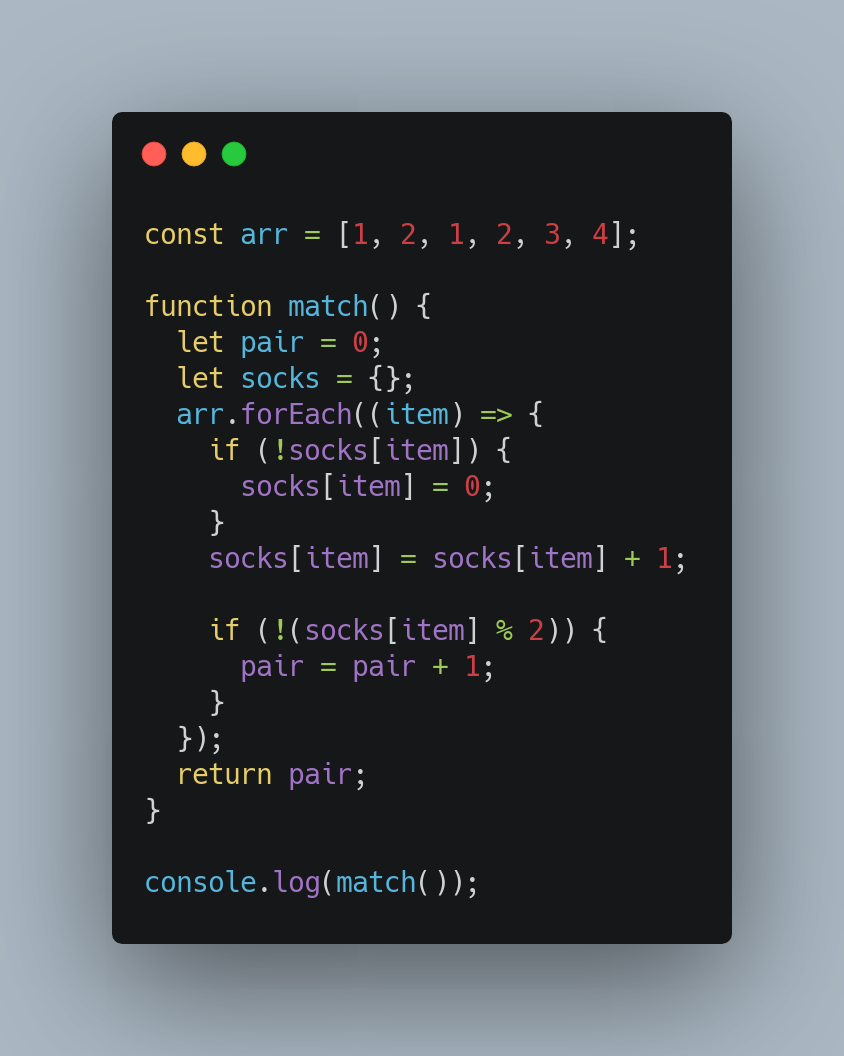 const arr = [1, 2, 1, 2, 3, 4];

function match() {
  let pair = 0;
  let socks = {};
  arr.forEach((item) => {
    if (!socks[item]) {
      socks[item] = 0;
    }
    socks[item] = socks[item] + 1;

    if (!(socks[item] % 2)) {
      pair = pair + 1;
    }
  });
  return pair;
}

console.log(match());